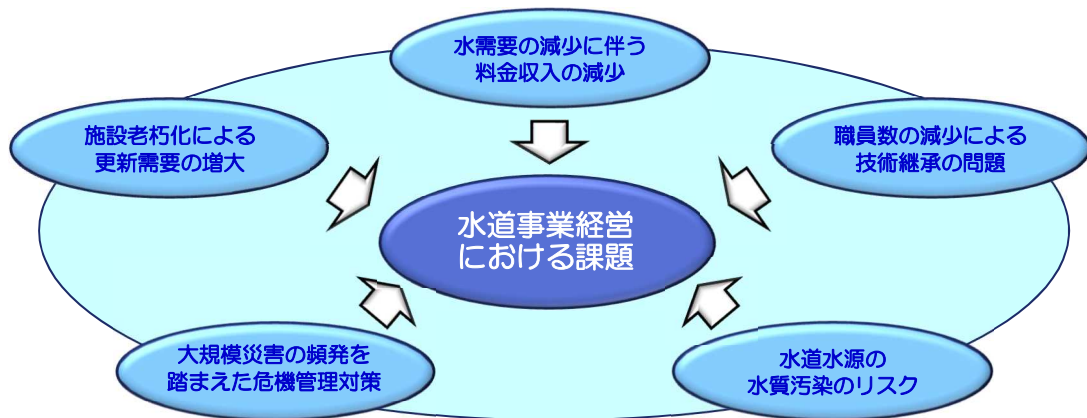 水需要の減少に伴う
料金収入の減少
施設老朽化による
更新需要の増大
職員数の減少による
技術継承の問題
水道事業経営
における課題
大規模災害の頻発を
踏まえた危機管理対策
水道水源の
水質汚染のリスク